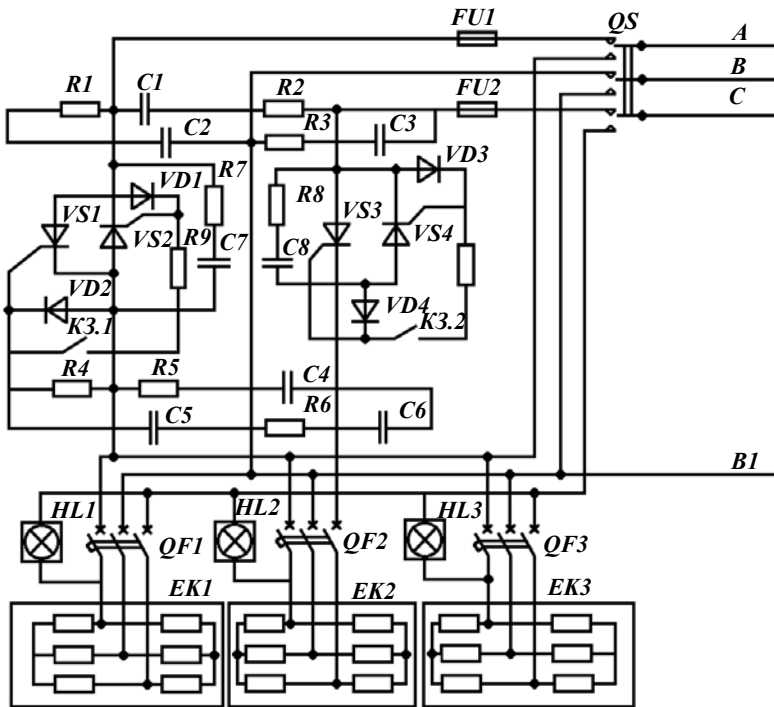 FU1 QS A
B
R1 C1 R2 FU2 C
C2 R3 C3
R7 VD3
VD1 R8
VS1 VS3
VS2 R9 C7 C8 VS4
VD2 VD4
К3.1 К3.2
R4 R5 C4
C5 R6 C6
B1
HL1 HL2 HL3
QF1 QF2 QF3
EK1 EK2 EK3